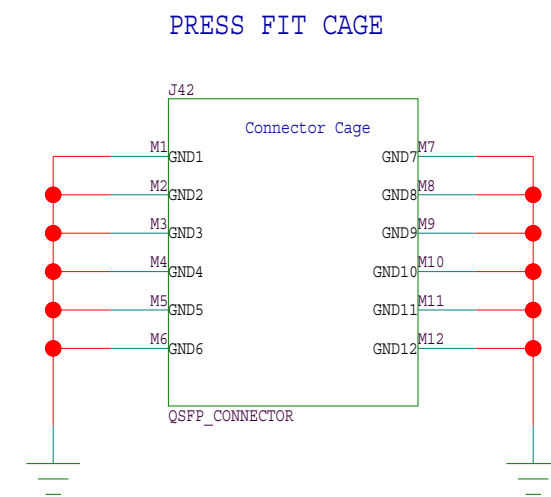 PRESS FIT CAGE
J42
Connector Cage
M1 GND1 GND7 M7
M2 GND2 GND8 M8
M3 GND3 GND9 M9
M4 GND4 GND10 M10
M5 GND5 GND11 M11
M6 GND6 GND12 M12
QSFP_CONNECTOR